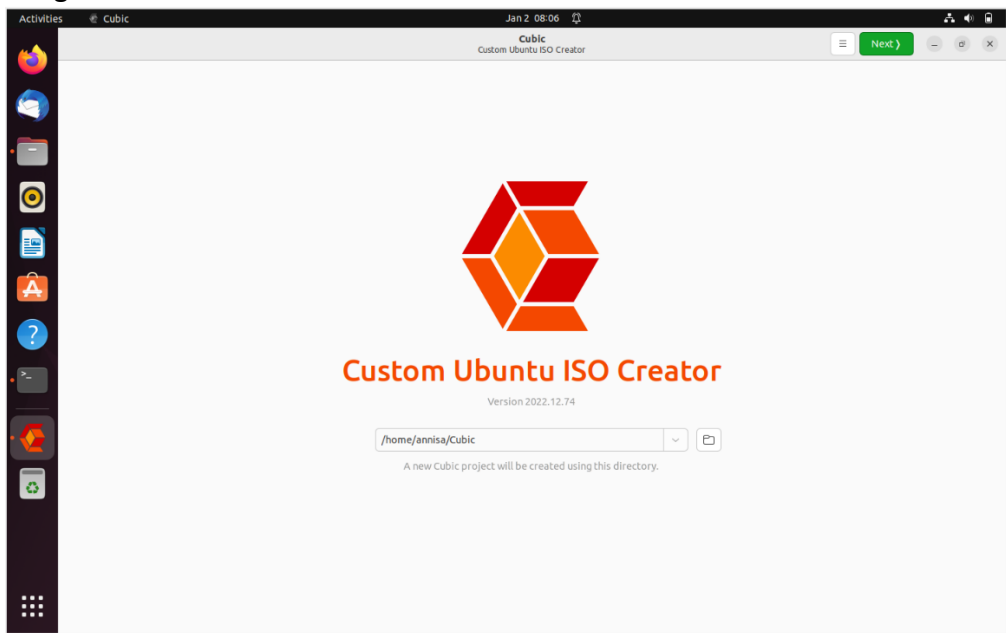 Activities Cubic Jan 2 08:06
Cubic
Custom Ubuntu ISO Creator
Next
Custom Ubuntu ISO Creator
Version 2022.12.74
/home/annisa/Cubic
A new Cubic project will be created using this directory.